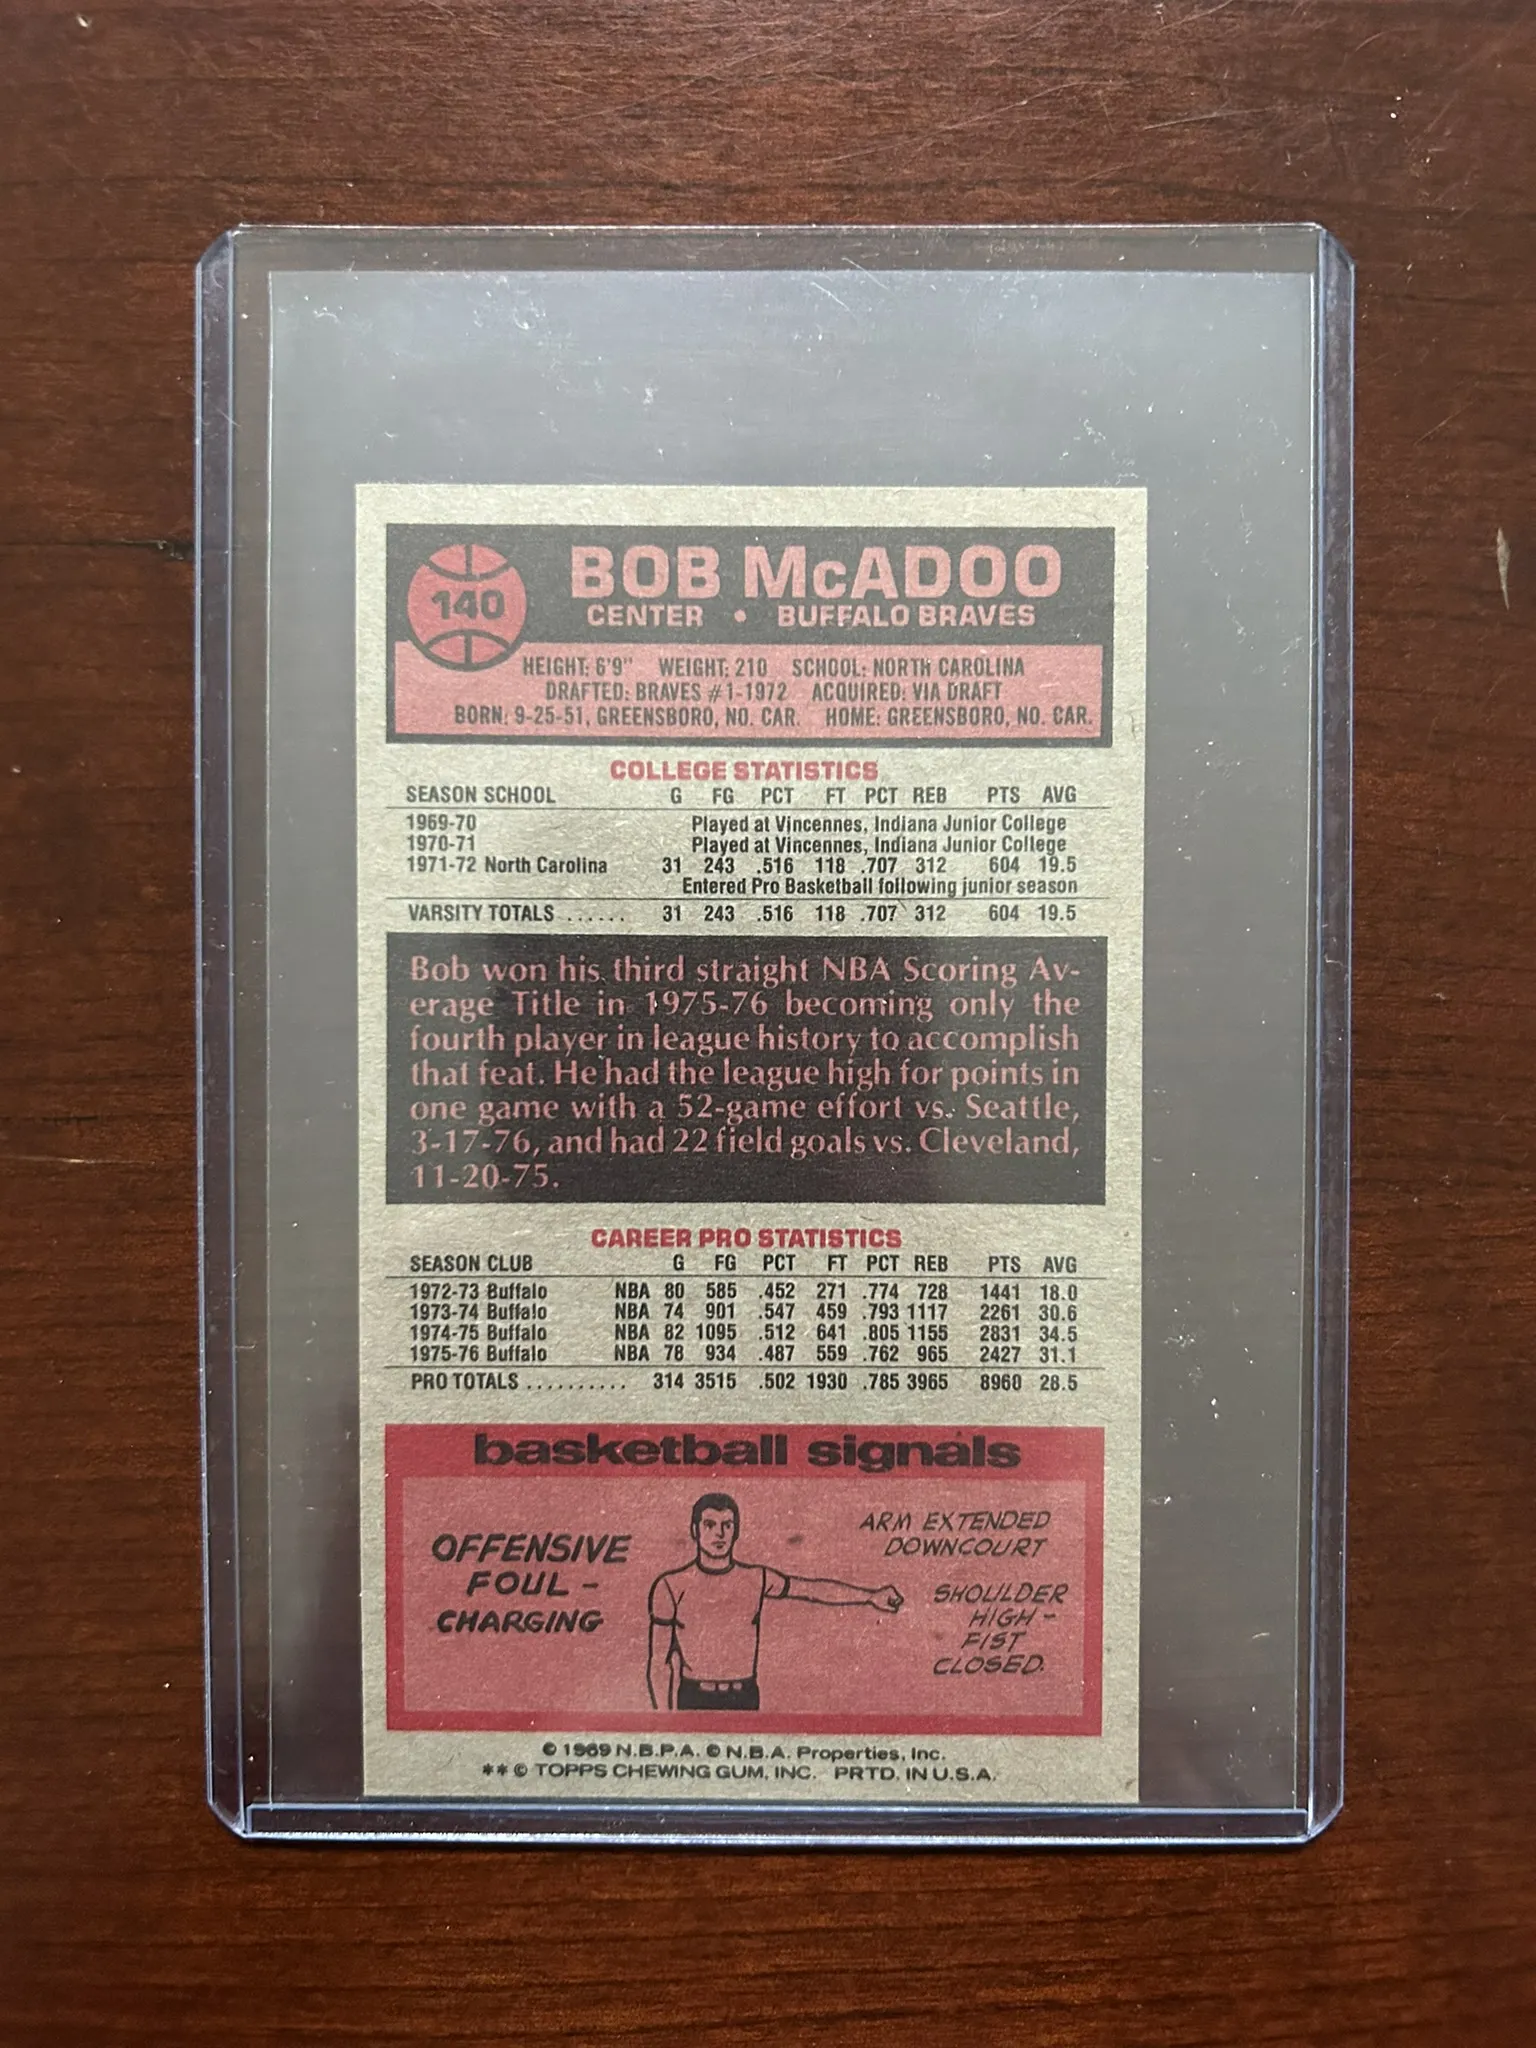 140
BOB McADOO
CENTER • BUFFALO BRAVES
HEIGHT: 6'9" WEIGHT: 210 SCHOOL: NORTH CAROLINA
DRAFTED: BRAVES #1-1972 ACQUIRED: VIA DRAFT
BORN: 9-25-51, GREENSBORO, NO. CAR. HOME: GREENSBORO, NO. CAR.
COLLEGE STATISTICS
SEASON SCHOOL G FG PCT FT PCT REB PTS AVG
1969-70 Played at Vincennes, Indiana Junior College
1970-71 Played at Vincennes, Indiana Junior College
1971-72 North Carolina 31 243 .516 118 .707 312 604 19.5
Entered Pro Basketball following junior season
VARSITY TOTALS ...... 31 243 .516 118 .707 312 604 19.5
Bob won his third straight NBA Scoring Av-
erage Title in 1975-76 becoming only the
fourth player in league history to accomplish
that feat. He had the league high for points in
one game with a 52-game effort vs. Seattle,
3-17-76, and had 22 field goals vs. Cleveland,
11-20-75.
CAREER PRO STATISTICS
SEASON CLUB G FG PCT FT PCT REB PTS AVG
1972-73 Buffalo NBA 80 585 .452 271 .774 728 1441 18.0
1973-74 Buffalo NBA 74 901 .547 459 .793 1117 2261 30.6
1974-75 Buffalo NBA 82 1095 .512 641 .805 1155 2831 34.5
1975-76 Buffalo NBA 78 934 .487 559 .762 965 2427 31.1
PRO TOTALS .......... 314 3515 .502 1930 .785 3965 8960 28.5
basketball signals
OFFENSIVE
FOUL -
CHARGING
ARM EXTENDED
DOWNCOURT
SHOULDER
HIGH -
FIST
CLOSED.
© 1969 N.B.P.A. © N.B.A. Properties, Inc.
** © TOPPS CHEWING GUM, INC. PRTD. IN U.S.A.